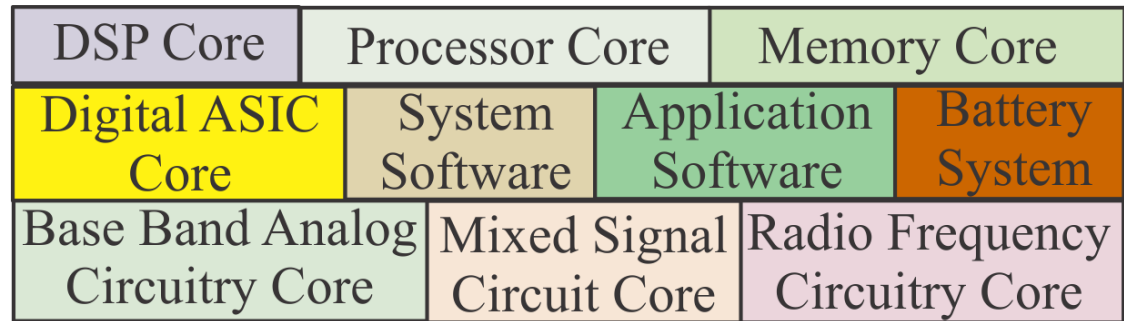 DSP Core
Processor Core
Memory Core
Digital ASIC
Core
System
Software
Application
Software
Battery
System
Base Band Analog
Circuitry Core
Mixed Signal
Circuit Core
Radio Frequency
Circuitry Core